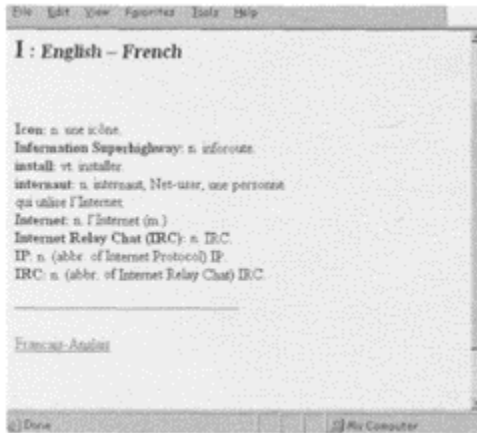 File Edit View Favorites Tools Help
I : English – French
Icon: n. une icône.
Information Superhighway: n. inforoute.
install: vt. installer.
internaut: n. internaut, Net-user, une personne
qui utilise l'Internet.
Internet: n. l'Internet (m.)
Internet Relay Chat (IRC): n. IRC.
IP: n. (abbr. of Internet Protocol) IP.
IRC: n. (abbr. of Internet Relay Chat) IRC.
Francais-Anglais
Done My Computer